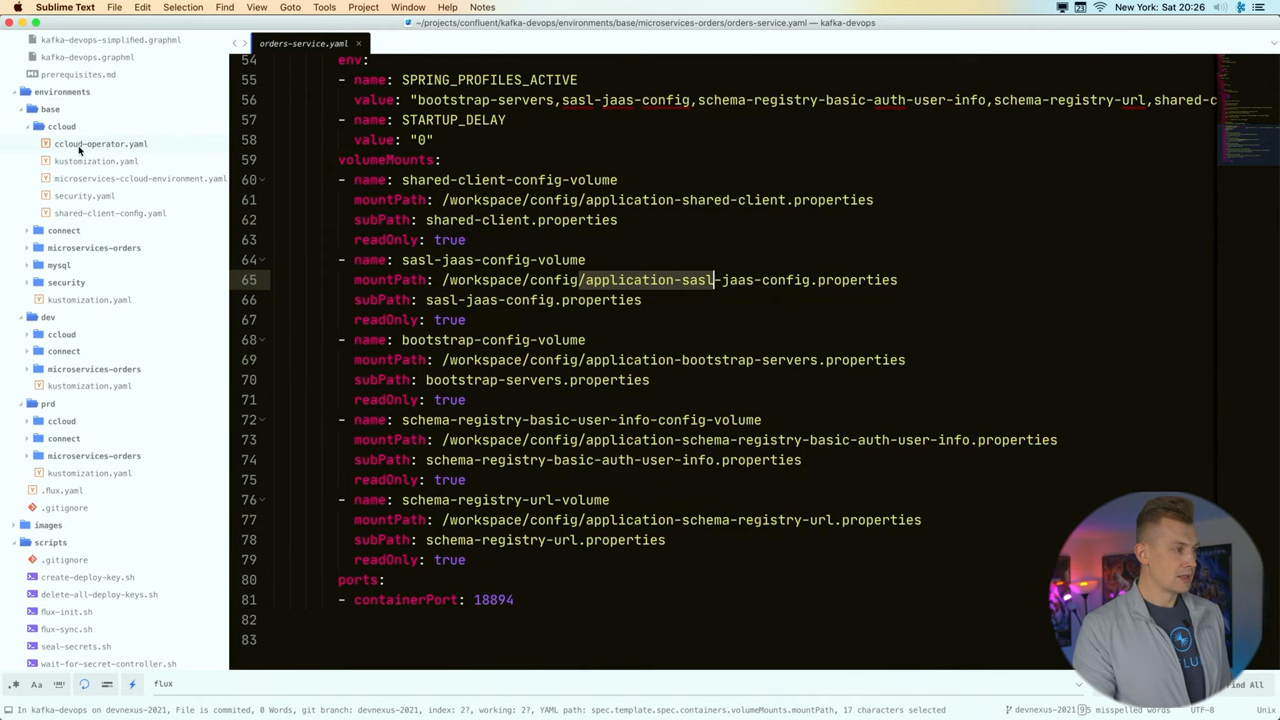 Sublime Text File Edit Selection Find View Goto Tools Project Window Help Notes New York: Sat 20:26
~/projects/confluent/kafka-devops/environments/base/microservices-orders/orders-service.yaml — kafka-devops
kafka-devops-simplified.graphml
kafka-devops.graphml
prerequisites.md
environments
base
ccloud
ccloud-operator.yaml
kustomization.yaml
microservices-ccloud-environment.yaml
security.yaml
shared-client-config.yaml
connect
microservices-orders
mysql
security
kustomization.yaml
dev
ccloud
connect
microservices-orders
kustomization.yaml
prd
ccloud
connect
microservices-orders
kustomization.yaml
.flux.yaml
.gitignore
images
scripts
.gitignore
create-deploy-key.sh
delete-all-deploy-keys.sh
flux-init.sh
flux-sync.sh
seal-secrets.sh
wait-for-secret-controller.sh
orders-service.yaml ×
54 env:
55 - name: SPRING_PROFILES_ACTIVE
56 value: "bootstrap-servers,sasl-jaas-config,schema-registry-basic-auth-user-info,schema-registry-url,shared-c
57 - name: STARTUP_DELAY
58 value: "0"
59 volumeMounts:
60 - name: shared-client-config-volume
61 mountPath: /workspace/config/application-shared-client.properties
62 subPath: shared-client.properties
63 readOnly: true
64 - name: sasl-jaas-config-volume
65 mountPath: /workspace/config/application-sasl-jaas-config.properties
66 subPath: sasl-jaas-config.properties
67 readOnly: true
68 - name: bootstrap-config-volume
69 mountPath: /workspace/config/application-bootstrap-servers.properties
70 subPath: bootstrap-servers.properties
71 readOnly: true
72 - name: schema-registry-basic-user-info-config-volume
73 mountPath: /workspace/config/application-schema-registry-basic-auth-user-info.properties
74 subPath: schem-registry-basic-auth-user-info.properties
75 readOnly: true
76 - name: schema-registry-url-volume
77 mountPath: /workspace/config/application-schema-registry-url.properties
78 subPath: schema-registry-url.properties
79 readOnly: true
80 ports:
81 - containerPort: 18894
82
83
.* Aa flux Find All
In kafka-devops on devnexus-2021, File is commited, 0 Words, git branch: devnexus-2021, index: 2?, working: 2?, YAML path: spec.template.spec.containers.volumeMounts.mountPath, 17 characters selected devnexus-2021 misspelled words UTF-8